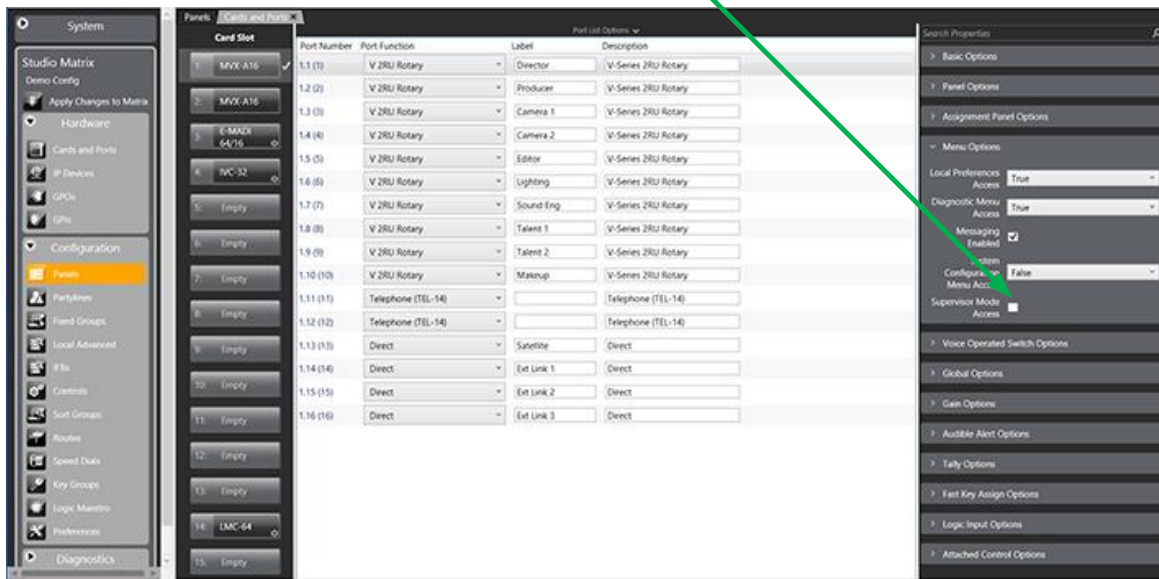 System
Studio Matrix
Demo Config
Apply Changes to Matrix
Hardware
Cards and Ports
IP Devices
GPOs
GPIs
Configuration
Panels
Partylines
Fixed Groups
Local Advanced
IFBs
Controls
Sort Groups
Routes
Speed Dials
Key Groups
Logic Maestro
Preferences
Diagnostics
Panels Cards and Ports
Card Slot
1: MVX-A16
2: MVX-A16
3: E-MADI 64/16
4: IVC-32
5: Empty
6: Empty
7: Empty
8: Empty
9: Empty
10: Empty
11: Empty
12: Empty
13: Empty
14: LMC-64
15: Empty
Port List Options
Port Number Port Function Label Description
1.1 (1) V 2RU Rotary Director V-Series 2RU Rotary
1.2 (2) V 2RU Rotary Producer V-Series 2RU Rotary
1.3 (3) V 2RU Rotary Camera 1 V-Series 2RU Rotary
1.4 (4) V 2RU Rotary Camera 2 V-Series 2RU Rotary
1.5 (5) V 2RU Rotary Editor V-Series 2RU Rotary
1.6 (6) V 2RU Rotary Lighting V-Series 2RU Rotary
1.7 (7) V 2RU Rotary Sound Eng V-Series 2RU Rotary
1.8 (8) V 2RU Rotary Talent 1 V-Series 2RU Rotary
1.9 (9) V 2RU Rotary Talent 2 V-Series 2RU Rotary
1.10 (10) V 2RU Rotary Makeup V-Series 2RU Rotary
1.11 (11) Telephone (TEL-14) Telephone (TEL-14)
1.12 (12) Telephone (TEL-14) Telephone (TEL-14)
1.13 (13) Direct Satellite Direct
1.14 (14) Direct Ext Link 1 Direct
1.15 (15) Direct Ext Link 2 Direct
1.16 (16) Direct Ext Link 3 Direct
Search Properties
Basic Options
Panel Options
Assignment Panel Options
Menu Options
Local Preferences Access True
Diagnostic Menu Access True
Messaging Enabled
System Configuration Menu Access False
Supervisor Mode Access
Voice Operated Switch Options
Global Options
Gain Options
Audible Alert Options
Tally Options
Fast Key Assign Options
Logic Input Options
Attached Control Options